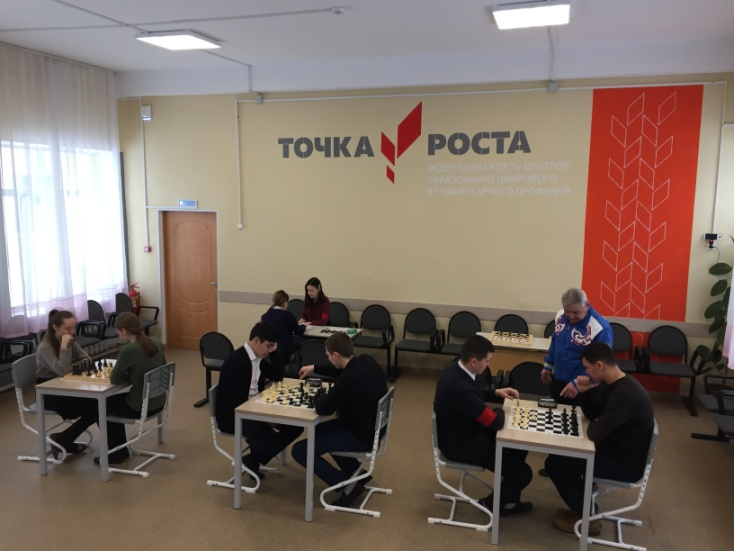 ТОЧКА РОСТА
ФЕДЕРАЛЬНАЯ СЕТЬ ЦЕНТРОВ
ОБРАЗОВАНИЯ ЦИФРОВОГО
И ГУМАНИТАРНОГО ПРОФИЛЕЙ